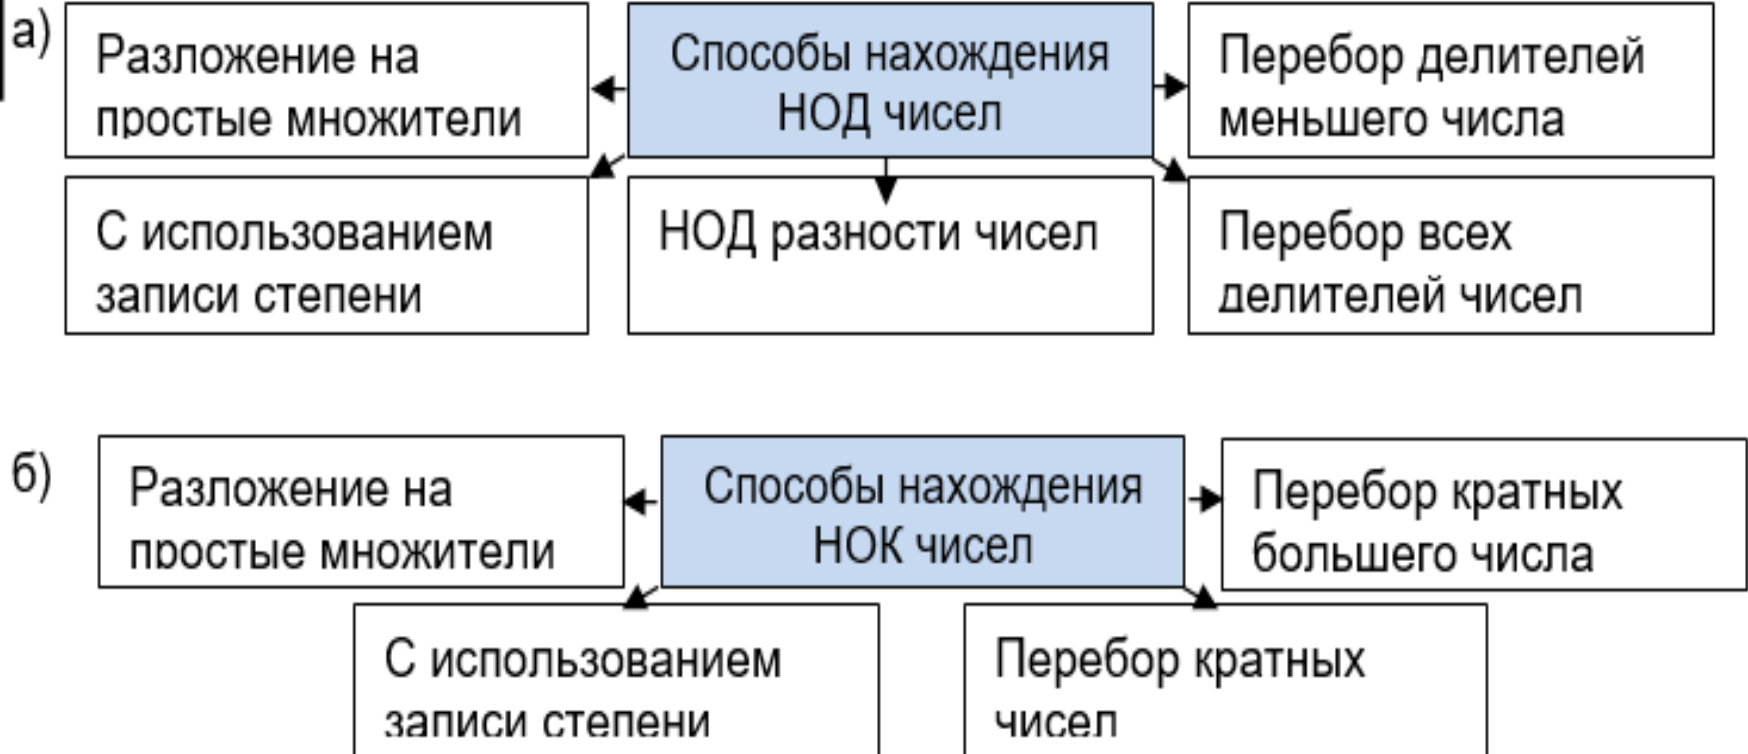 а)
Разложение на
простые множители
Способы нахождения
НОД чисел
Перебор делителей
меньшего числа
С использованием
записи степени
НОД разности чисел
Перебор всех
делителей чисел
б)
Разложение на
простые множители
Способы нахождения
НОК чисел
Перебор кратных
большего числа
С использованием
записи степени
Перебор кратных
чисел